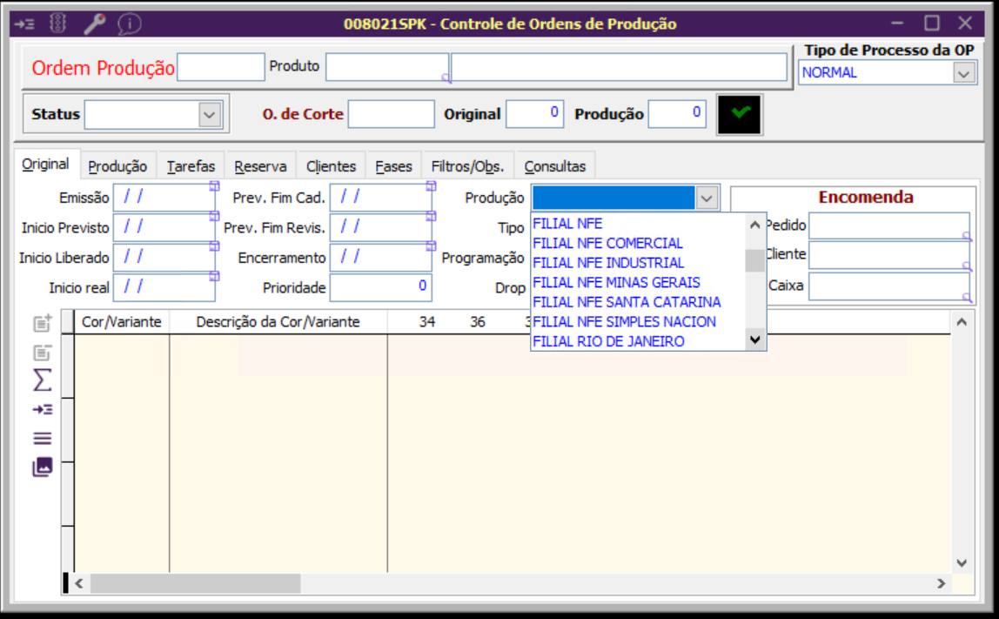 0080215PK - Controle de Ordens de Produção
Ordem Produção Produto
Tipo de Processo da OP
NORMAL
Status O. de Corte Original 0 Produção 0
Original Produção Tarefas Reserva Clientes Fases Filtros/Obs. Consultas
Emissão / / Prev. Fim Cad. / / Produção Encomenda
Inicio Previsto / / Prev. Fim Revis. / / Tipo Pedido
Inicio Liberado / / Encerramento / / Programação Cliente
Inicio real / / Prioridade 0 Drop Caixa
FILIAL NFE
FILIAL NFE COMERCIAL
FILIAL NFE INDUSTRIAL
FILIAL NFE MINAS GERAIS
FILIAL NFE SANTA CATARINA
FILIAL NFE SIMPLES NACION
FILIAL RIO DE JANEIRO
Cor/Variante Descrição da Cor/Variante 34 36